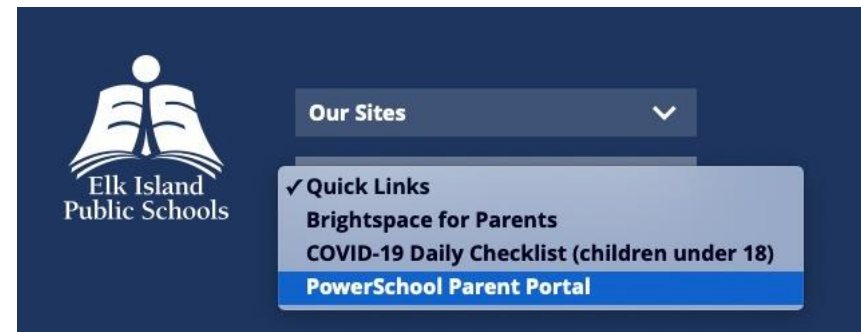 Elk Island
Public Schools
Our Sites
✓ Quick Links
Brightspace for Parents
COVID-19 Daily Checklist (children under 18)
PowerSchool Parent Portal